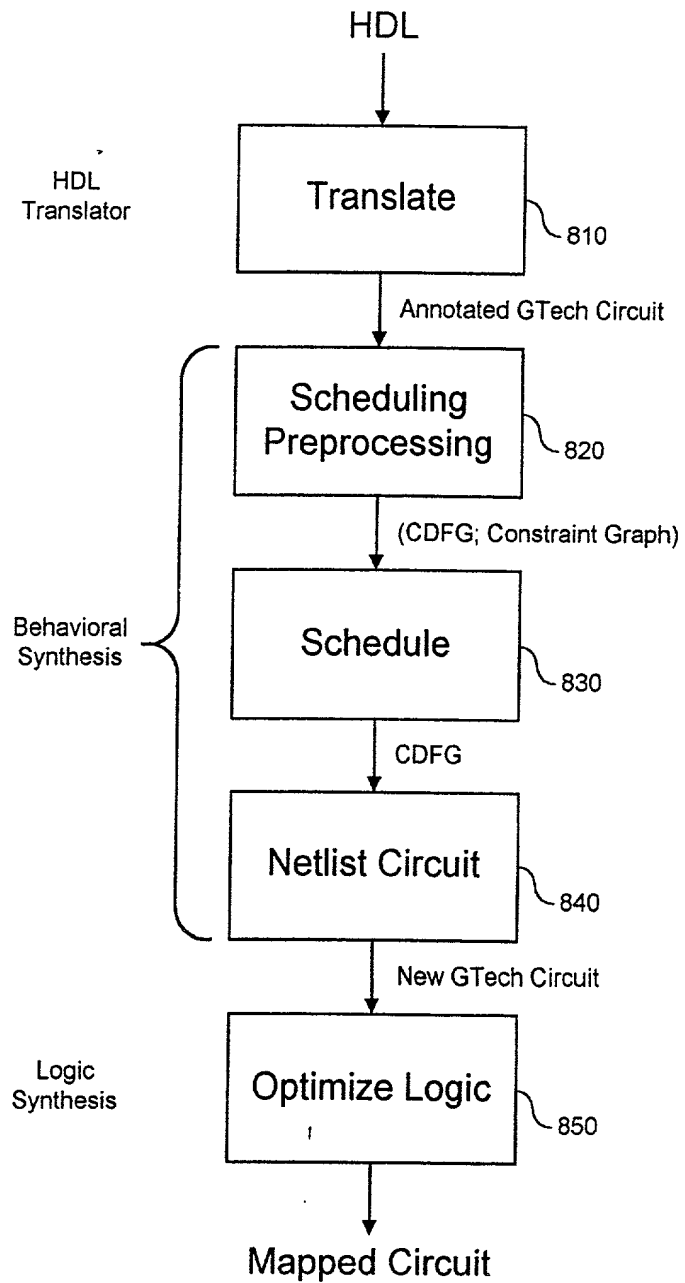 HDL
HDL
Translator
Translate
810
Annotated GTech Circuit
Scheduling
Preprocessing
820
(CDFG; Constraint Graph)
Behavioral
Synthesis
Schedule
830
CDFG
Netlist Circuit
840
New GTech Circuit
Logic
Synthesis
Optimize Logic
850
Mapped Circuit